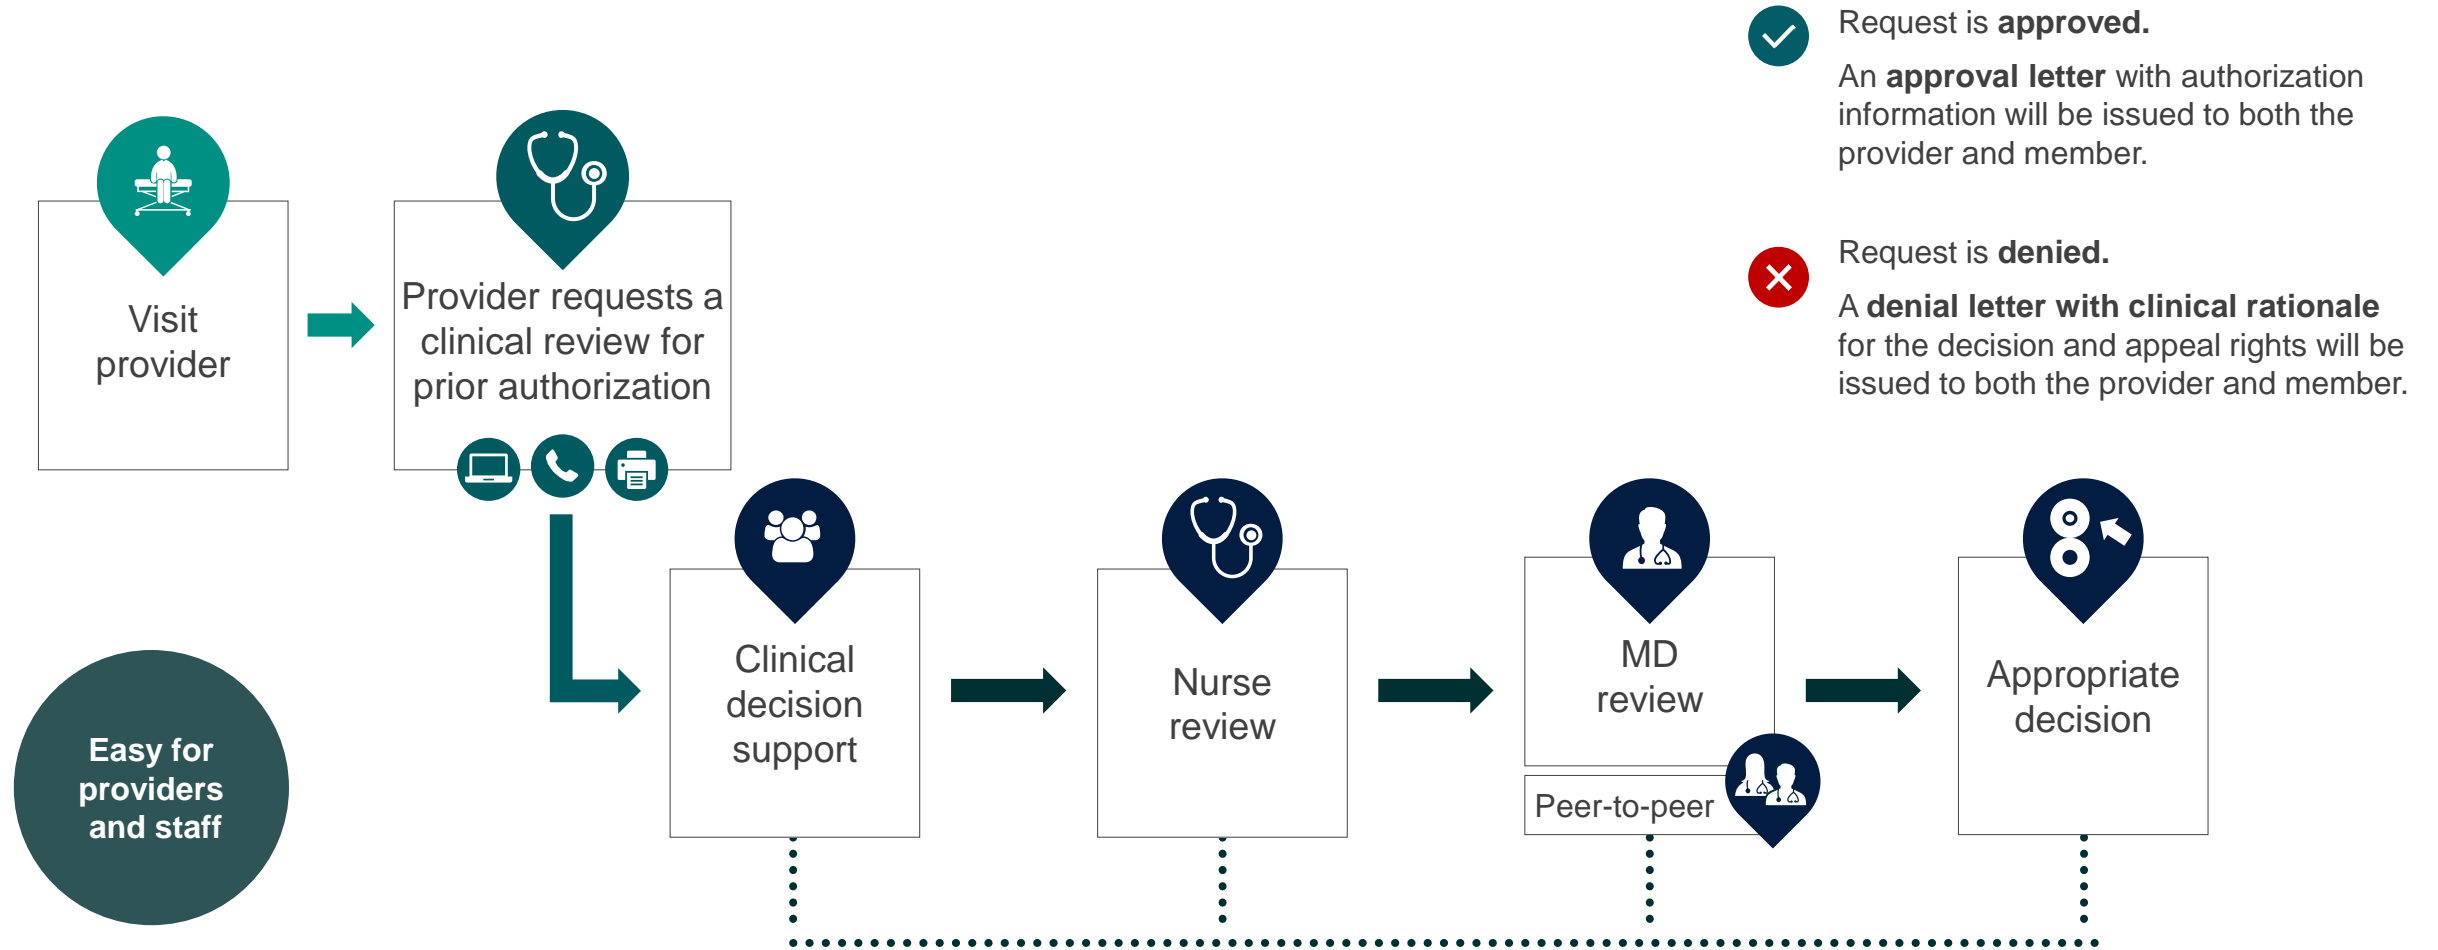 Request is approved.
An approval letter with authorization
information will be issued to both the
provider and member.
Request is denied.
A denial letter with clinical rationale
for the decision and appeal rights will be
issued to both the provider and member.
Visit
provider
Provider requests a
clinical review for
prior authorization
Clinical
decision
support
Nurse
review
MD
review
Peer-to-peer
Appropriate
decision
Easy for
providers
and staff